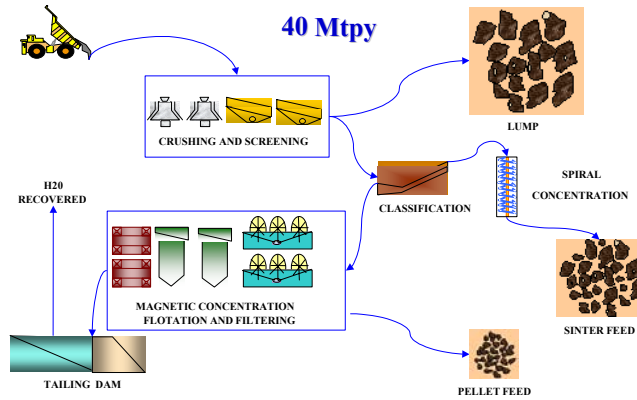 40 Mtpy
LUMP
CRUSHING AND SCREENING
H20
RECOVERED
CLASSIFICATION
SPIRAL
CONCENTRATION
MAGNETIC CONCENTRATION
FLOTATION AND FILTERING
SINTER FEED
TAILING DAM
PELLET FEED